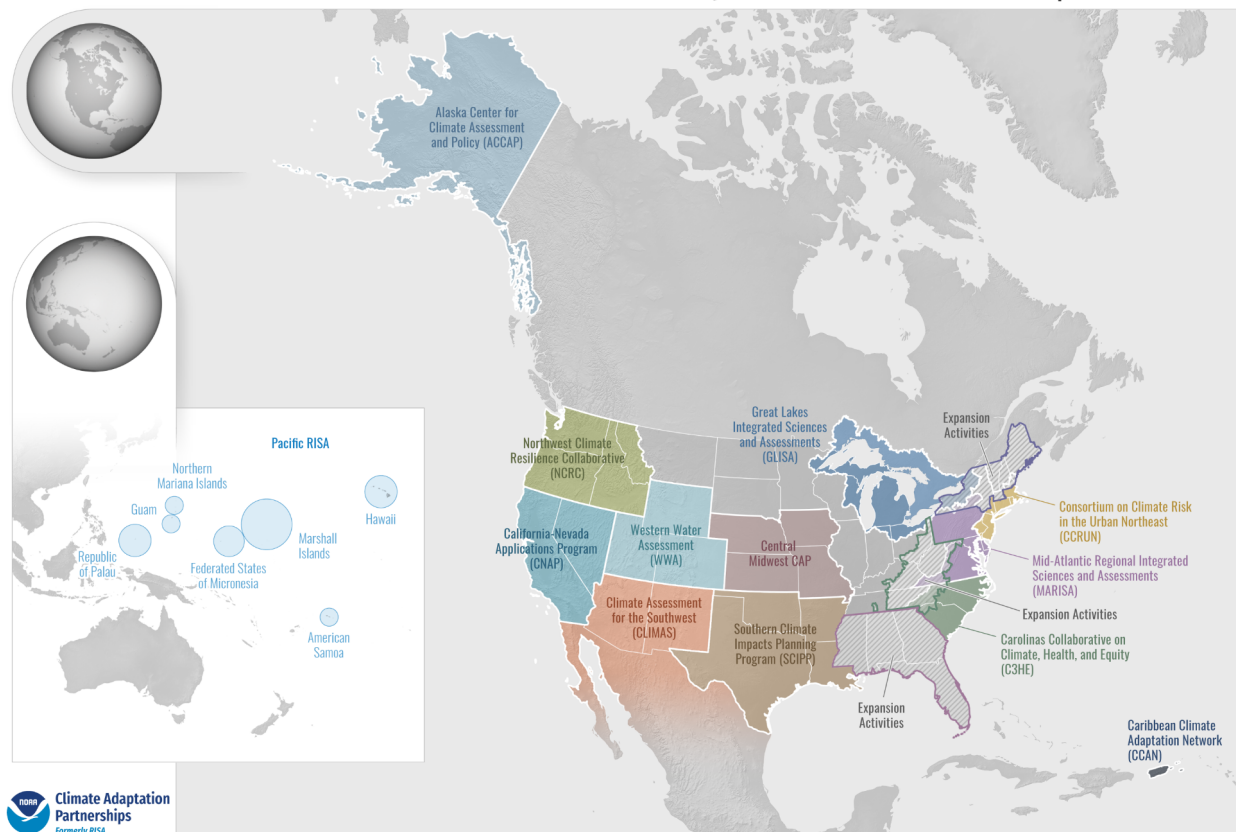 Alaska Center for
Climate Assessment
and Policy (ACCAP)
Pacific RISA
Northern
Mariana Islands
Guam
Hawaii
Republic
of Palau
Federated States
of Micronesia
Marshall
Islands
American
Samoa
Northwest Climate
Resilience Collaborative
(NCRC)
Great Lakes
Integrated Sciences
and Assessments
(GLISA)
Expansion
Activities
California-Nevada
Applications Program
(CNAP)
Western Water
Assessment
(WWA)
Central
Midwest CAP
Consortium on Climate Risk
in the Urban Northeast
(CCRUN)
Mid-Atlantic Regional Integrated
Sciences and Assessments
(MARISA)
Expansion Activities
Climate Assessment
for the Southwest
(CLIMAS)
Southern Climate
Impacts Planning
Program (SCIPP)
Carolinas Collaborative on
Climate, Health, and Equity
(C3HE)
Expansion
Activities
Caribbean Climate
Adaptation Network
(CCAN)
NOAA
Climate Adaptation
Partnerships
Formerly RISA